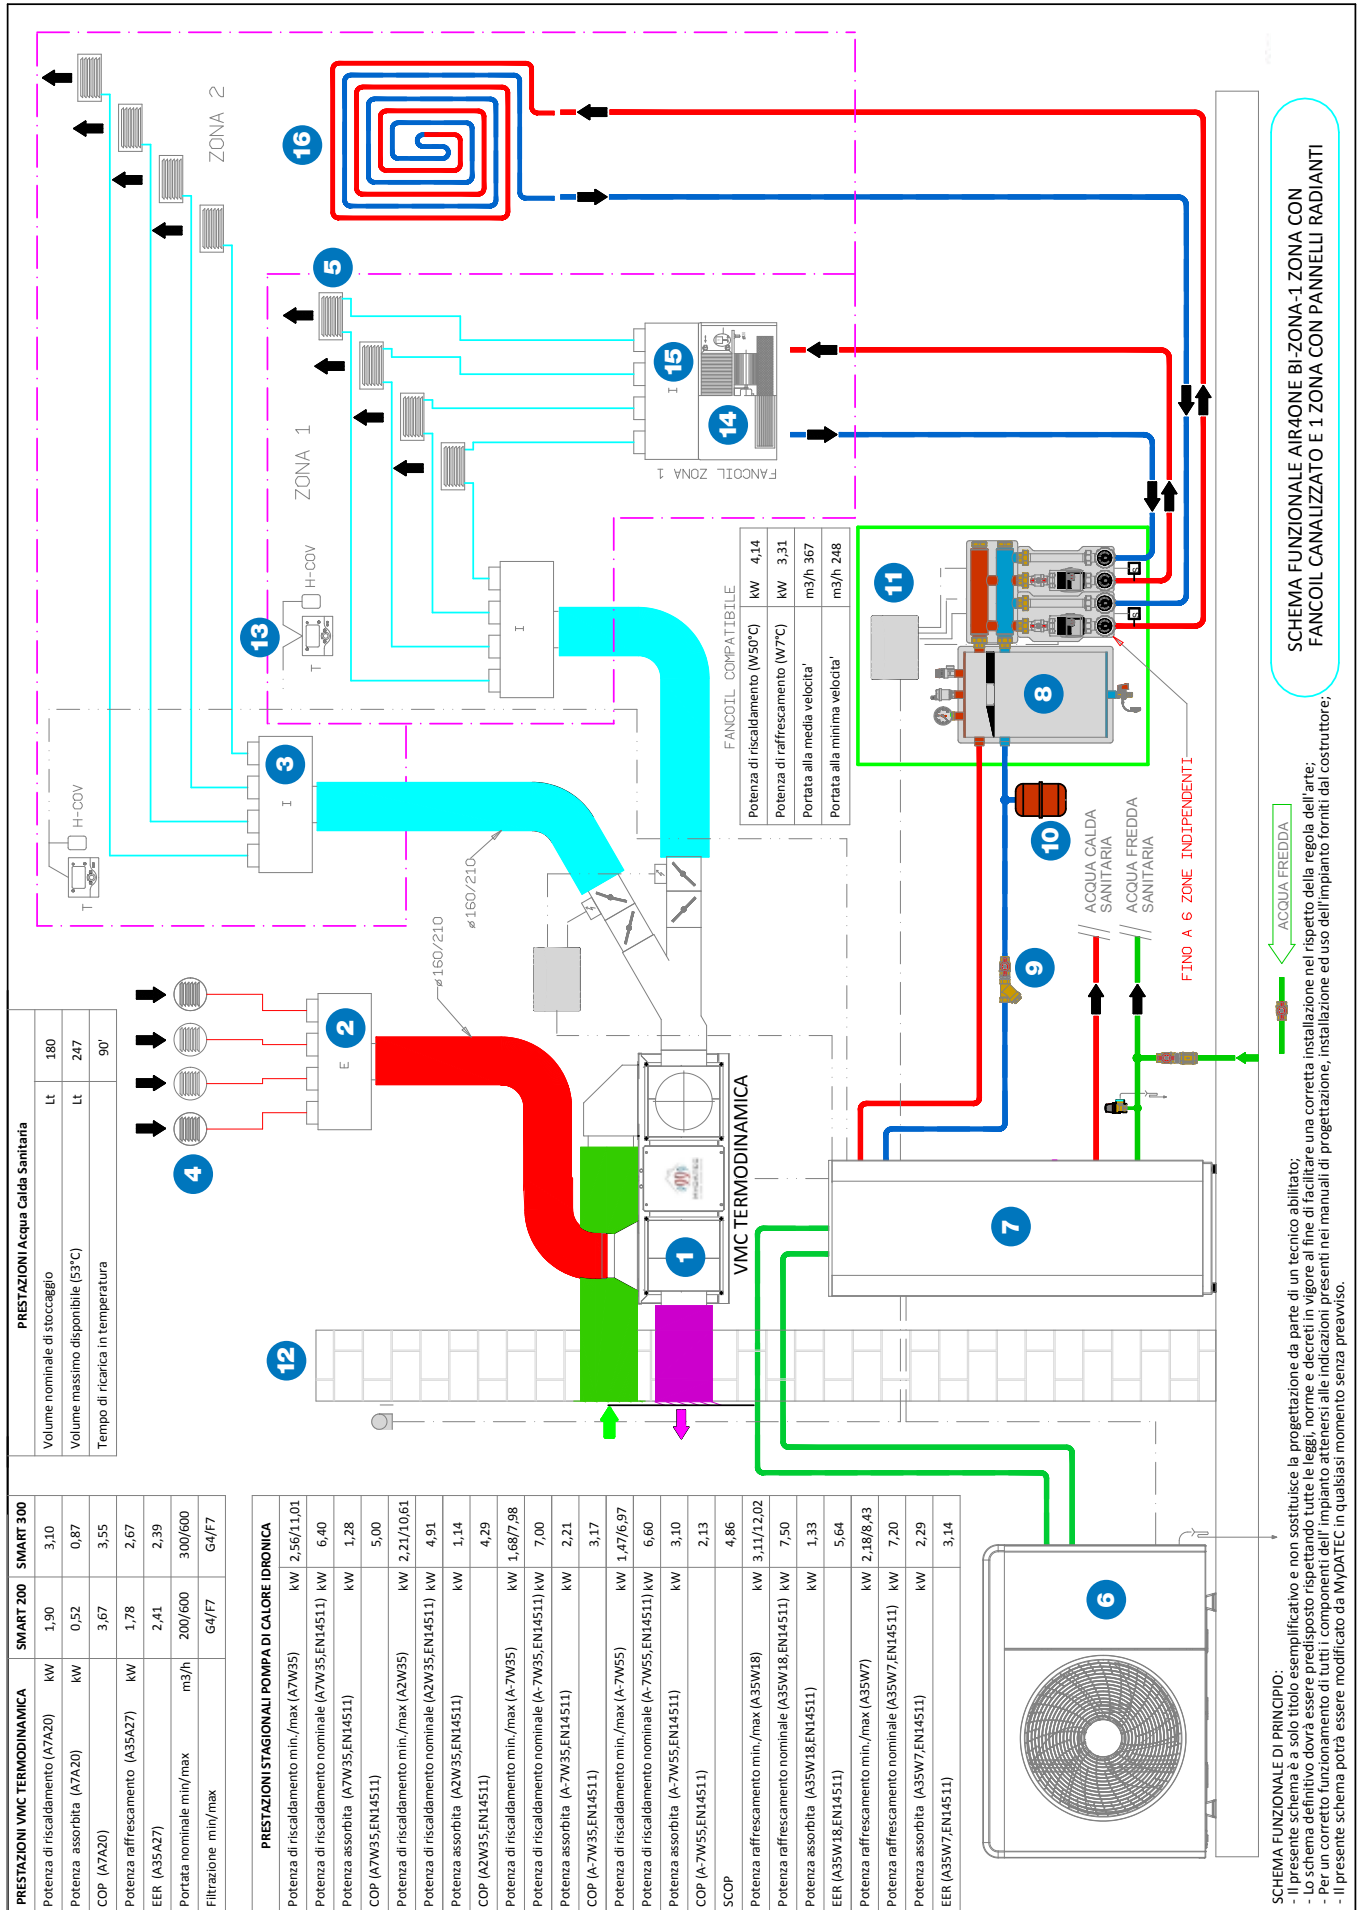 PRESTAZIONI VMC TERMODINAMICA SMART 200 SMART 300
Potenza di riscaldamento (A7A20) kW 1,90 3,10
Potenza assorbita (A7A20) kW 0,52 0,87
COP (A7A20) 3,67 3,55
Potenza raffrescamento (A35A27) kW 1,78 2,67
EER (A35A27) 2,41 2,39
Portata nominale min/max m3/h 200/600 300/600
Filtrazione min/max G4/F7 G4/F7
PRESTAZIONI Acqua Calda Sanitaria
Volume nominale di stoccaggio Lt 180
Volume massimo disponibile (53°C) Lt 247
Tempo di ricarica in temperatura 90'
PRESTAZIONI STAGIONALI POMPA DI CALORE IDRONICA
Potenza di riscaldamento min./max (A7W35) kW 2,56/11,01
Potenza di riscaldamento nominale (A7W35,EN14511) kW 6,40
Potenza assorbita (A7W35,EN14511) kW 1,28
COP (A7W35,EN14511) 5,00
Potenza di riscaldamento min./max (A2W35) kW 2,21/10,61
Potenza di riscaldamento nominale (A2W35,EN14511) kW 4,91
Potenza assorbita (A2W35,EN14511) kW 1,14
COP (A2W35,EN14511) 4,29
Potenza di riscaldamento min./max (A-7W35) kW 1,68/7,98
Potenza di riscaldamento nominale (A-7W35,EN14511) kW 7,00
Potenza assorbita (A-7W35,EN14511) kW 2,21
COP (A-7W35,EN14511) 3,17
Potenza di riscaldamento min./max (A-7W55) kW 1,47/6,97
Potenza di riscaldamento nominale (A-7W55,EN14511) kW 6,60
Potenza assorbita (A-7W55,EN14511) kW 3,10
COP (A-7W55,EN14511) 2,13
SCOP 4,86
Potenza raffrescamento min./max (A35W18) kW 3,11/12,02
Potenza raffrescamento nominale (A35W18,EN14511) kW 7,50
Potenza assorbita (A35W18,EN14511) kW 1,33
EER (A35W18,EN14511) 5,64
Potenza raffrescamento min./max (A35W7) kW 2,18/8,43
Potenza raffrescamento nominale (A35W7,EN14511) kW 7,20
Potenza assorbita (A35W7,EN14511) kW 2,29
EER (A35W7,EN14511) 3,14
T
H-COV
ZONA 2
16
4
2
E
ø160/210
3
I
ø160/210
13
T
H-COV
ZONA 1
5
I
15
I
14
FANCOIL ZONA 1
FANCOIL COMPATIBILE
Potenza di riscaldamento (W50°C) kW 4,14
Potenza di raffrescamento (W7°C) kW 3,31
Portata alla media velocita' m3/h 367
Portata alla minima velocita' m3/h 248
12
1
VMC TERMODINAMICA
11
8
10
9
7
6
ACQUA CALDA
SANITARIA
ACQUA FREDDA
SANITARIA
FINO A 6 ZONE INDIPENDENTI
ACQUA FREDDA
SCHEMA FUNZIONALE AIR4ONE BI-ZONA-1 ZONA CON
FANCOIL CANALIZZATO E 1 ZONA CON PANNELLI RADIANTI
SCHEMA FUNZIONALE DI PRINCIPIO:
- Il presente schema è a solo titolo esemplificativo e non sostituisce la progettazione da parte di un tecnico abilitato;
- Lo schema definitivo dovrà essere predisposto rispettando tutte le leggi, norme e decreti in vigore al fine di facilitare una corretta installazione nel rispetto della regola dell'arte;
- Per un corretto funzionamento di tutti i componenti dell' impianto attenersi alle indicazioni presenti nei manuali di progettazione, installazione ed uso dell'impianto forniti dal costruttore;
- Il presente schema potrà essere modificato da MyDATEC in qualsiasi momento senza preavviso.